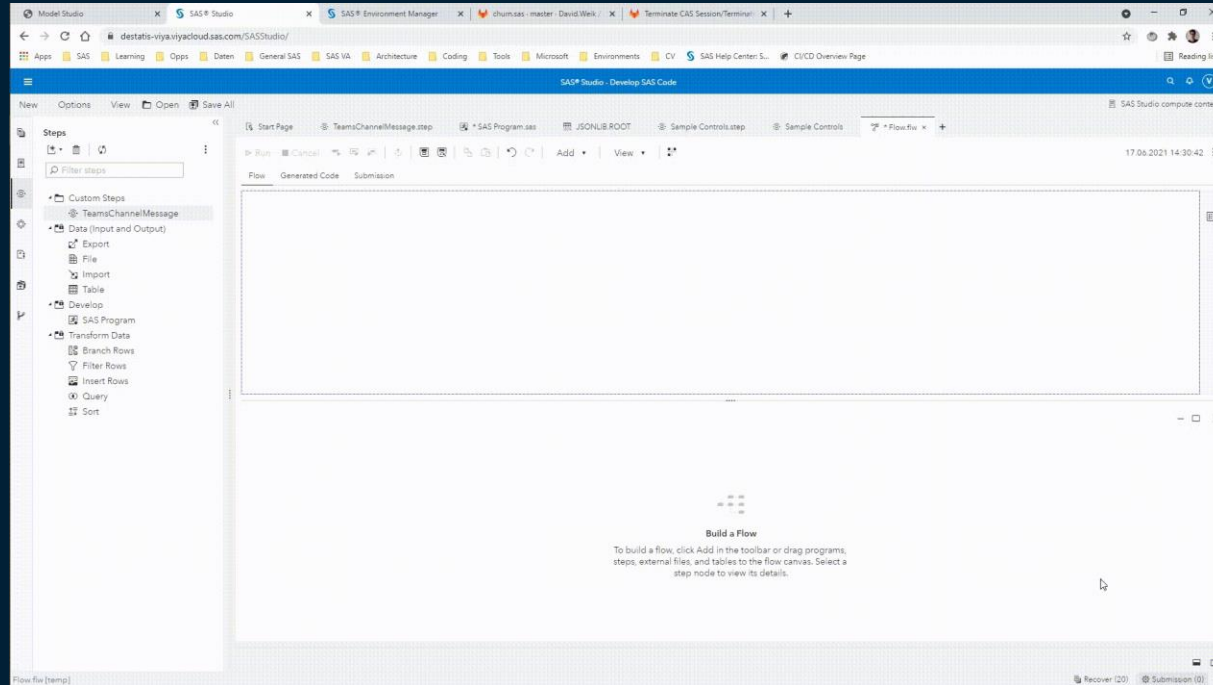 Model Studio
SAS® Studio
SAS® Environment Manager
churn.sas - master · David.Weik /
Terminate CAS Session/Terminat
destatis-viya.viyacloud.sas.com/SASStudio/
Apps SAS Learning Opps Daten General SAS SAS VA Architecture Coding Tools Microsoft Environments CV SAS Help Center: S... CI/CD Overview Page Reading li
SAS® Studio - Develop SAS Code
New Options View Open Save All SAS Studio compute conte
Steps
Start Page TeamsChannelMessage.step * SAS Program.sas JSONLIB.ROOT Sample Controls.step Sample Controls * Flow.flw
Run Cancel Add View 17.06.2021 14:30:42
Filter steps
Flow Generated Code Submission
Custom Steps
TeamsChannelMessage
Data (Input and Output)
Export
File
Import
Table
Develop
SAS Program
Transform Data
Branch Rows
Filter Rows
Insert Rows
Query
Sort
Build a Flow
To build a flow, click Add in the toolbar or drag programs,
steps, external files, and tables to the flow canvas. Select a
step node to view its details.
Flow.flw [temp] Recover (20) Submission (0)